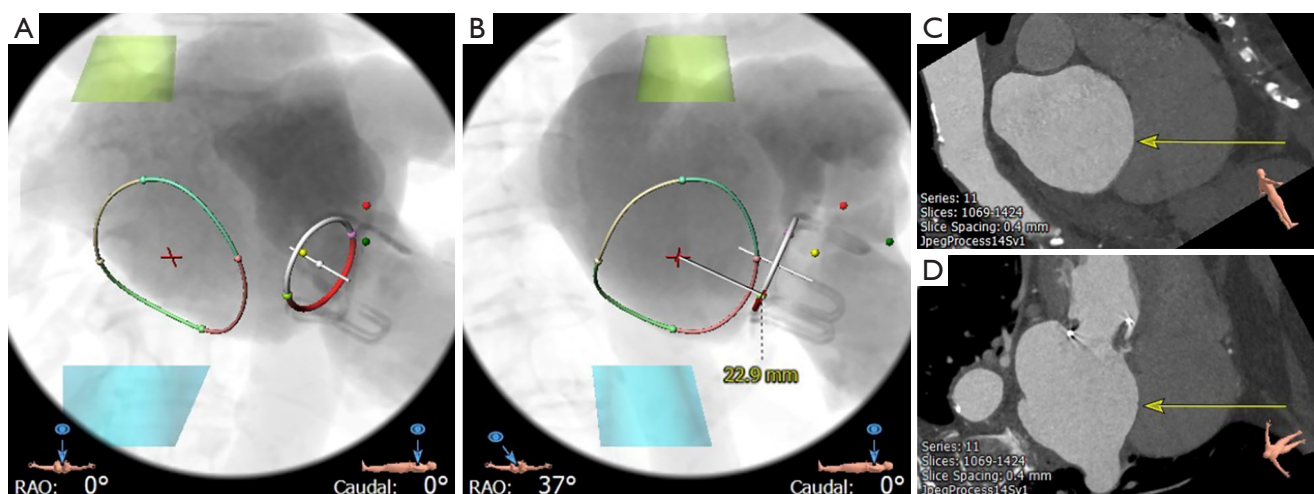 A
RAO: 0°
Caudal: 0°
B
22.9 mm
RAO: 37°
Caudal: 0°
C
Series: 11
Slices: 1069-1424
Slice Spacing: 0.4 mm
JpegProcess14Sv1
D
Series: 11
Slices: 1069-1424
Slice Spacing: 0.4 mm
JpegProcess14Sv1